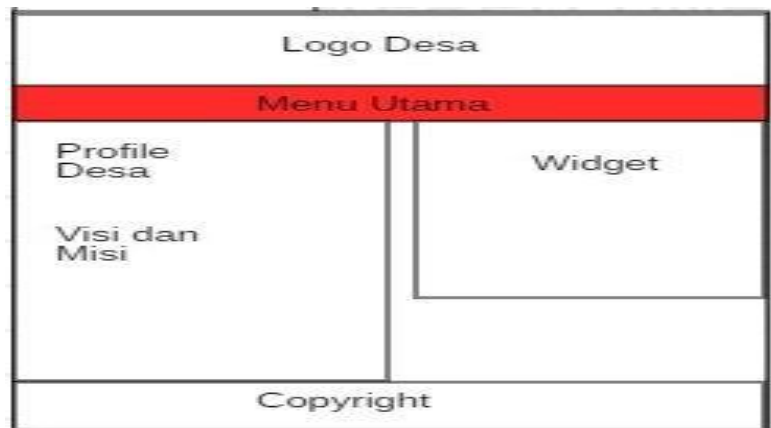 Logo Desa
Menu Utama
Profile
Desa
Widget
Visi dan
Misi
Copyright